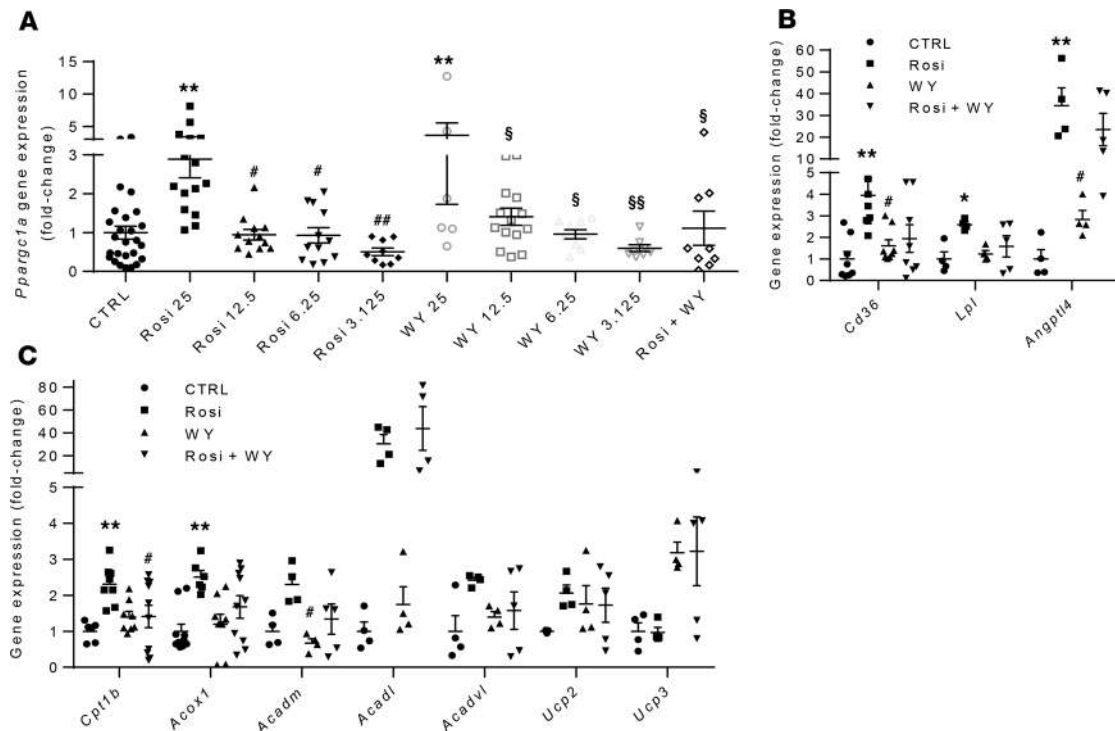 A
Ppargc1a gene expression
(fold-change)
15
10
5
3
2
1
0
**
#
#
##
**
§
§
§§
§
CTRL
Rosi 25
Rosi 12.5
Rosi 6.25
Rosi 3.125
WY 25
WY 12.5
WY 6.25
WY 3.125
Rosi + WY
B
Gene expression (fold-change)
60
50
40
30
20
10
5
4
3
2
1
0
CTRL
Rosi
WY
Rosi + WY
**
#
*
**
#
Cd36
Lpl
Angptl4
C
Gene expression (fold-change)
80
60
40
20
5
4
3
2
1
0
CTRL
Rosi
WY
Rosi + WY
**
#
**
#
Cpt1b
Acox1
Acadm
Acadl
Acadvl
Ucp2
Ucp3